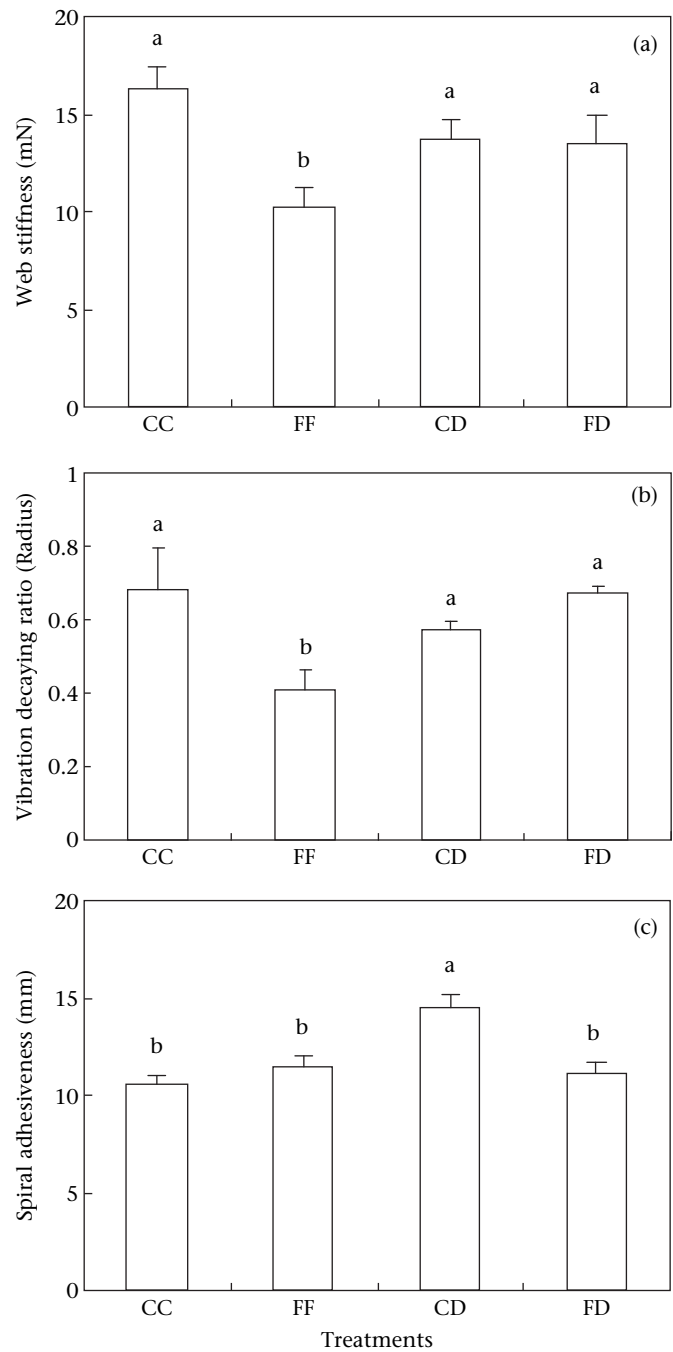 20
15
10
5
0
Web stiffness (mN)
(a)
a
b
a
a
CC FF CD FD
1
0.8
0.6
0.4
0.2
0
Vibration decaying ratio (Radius)
(b)
a
b
a
a
CC FF CD FD
20
15
10
5
0
Spiral adhesiveness (mm)
(c)
b
b
a
b
CC FF CD FD
Treatments